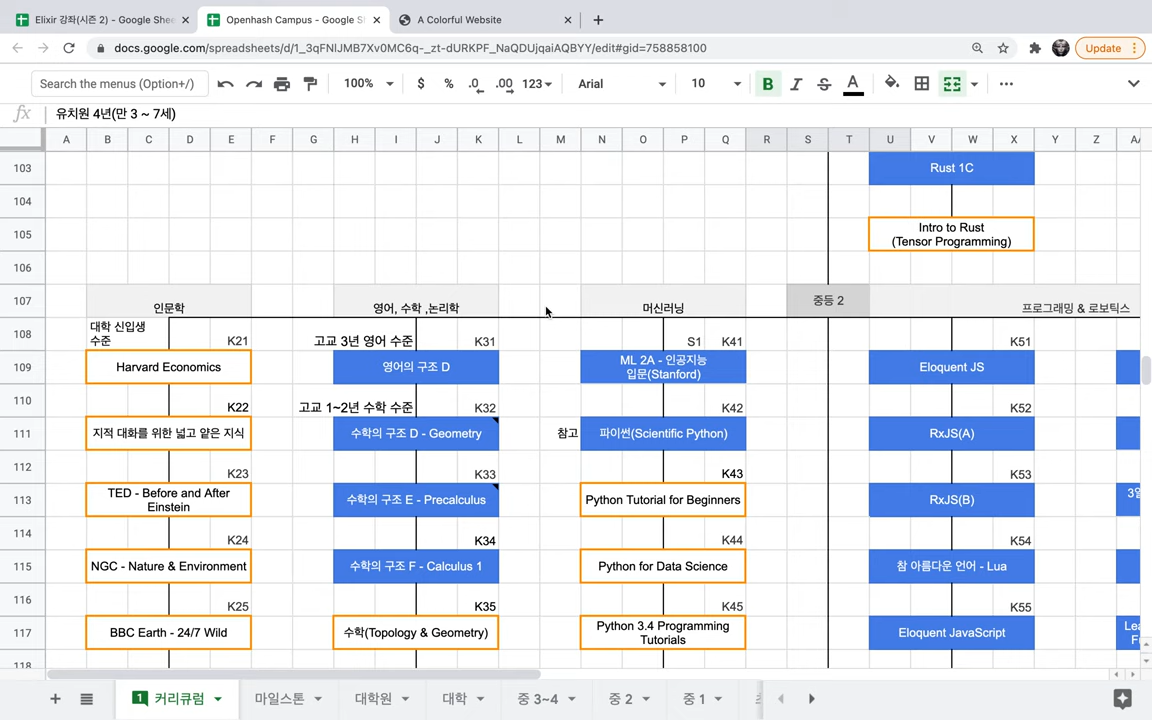 Elixir 강좌(시즌 2) - Google Shee
Openhash Campus - Google S
A Colorful Website
docs.google.com/spreadsheets/d/1_3qFNlJMB7Xv0MC6q-_zt-dURKPF_NaQDUjqaiAQBYY/edit#gid=758858100
Update
Search the menus (Option+/)
100%
$ % .0 .00 123
Arial
10
B I S A
fx 유치원 4년(만 3 ~ 7세)
A B C D E F G H I J K L M N O P Q R S T U V W X Y Z AA
103 Rust 1C
104
105 Intro to Rust
(Tensor Programming)
106
107 인문학 영어, 수학 ,논리학 머신러닝 중등 2 프로그래밍 & 로보틱스
108 대학 신입생
수준 K21 고교 3년 영어 수준 K31 S1 K41 K51
109 Harvard Economics 영어의 구조 D ML 2A - 인공지능
입문(Stanford) Eloquent JS
110 K22 고교 1~2년 수학 수준 K32 K42 K52
111 지적 대화를 위한 넓고 얕은 지식 수학의 구조 D - Geometry 참고 파이썬(Scientific Python) RxJS(A)
112 K23 K33 K43 K53
113 TED - Before and After
Einstein 수학의 구조 E - Precalculus Python Tutorial for Beginners RxJS(B)
114 K24 K34 K44 K54
115 NGC - Nature & Environment 수학의 구조 F - Calculus 1 Python for Data Science 참 아름다운 언어 - Lua
116 K25 K35 K45 K55
117 BBC Earth - 24/7 Wild 수학(Topology & Geometry) Python 3.4 Programming
Tutorials Eloquent JavaScript
118
1 커리큘럼 마일스톤 대학원 대학 중 3~4 중 2 중 1